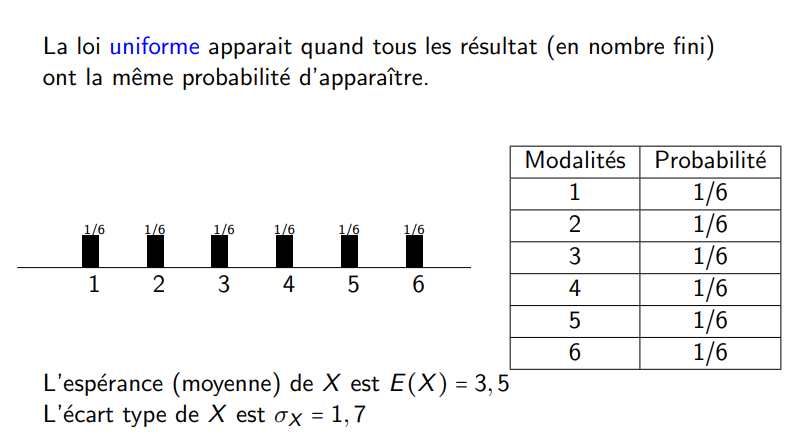 La loi uniforme apparait quand tous les résultat (en nombre fini)
ont la même probabilité d'apparaître.
1/6 1/6 1/6 1/6 1/6 1/6
1 2 3 4 5 6
Modalités Probabilité
1 1/6
2 1/6
3 1/6
4 1/6
5 1/6
6 1/6
L'espérance (moyenne) de X est E(X) = 3,5
L'écart type de X est σX = 1,7